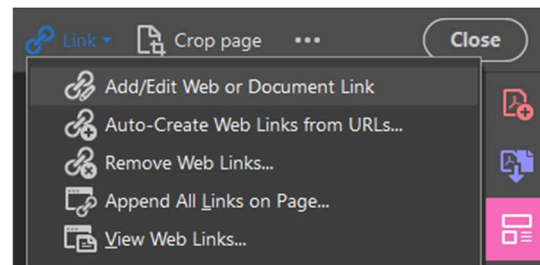 Link Crop page ••• Close
Add/Edit Web or Document Link
Auto-Create Web Links from URLs...
Remove Web Links...
Append All Links on Page...
View Web Links...